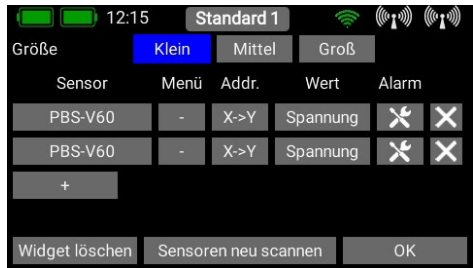 12:15 Standard 1
Größe Klein Mittel Groß
Sensor Menü Addr. Wert Alarm
PBS-V60 - X->Y Spannung
PBS-V60 - X->Y Spannung
+
Widget löschen Sensoren neu scannen OK